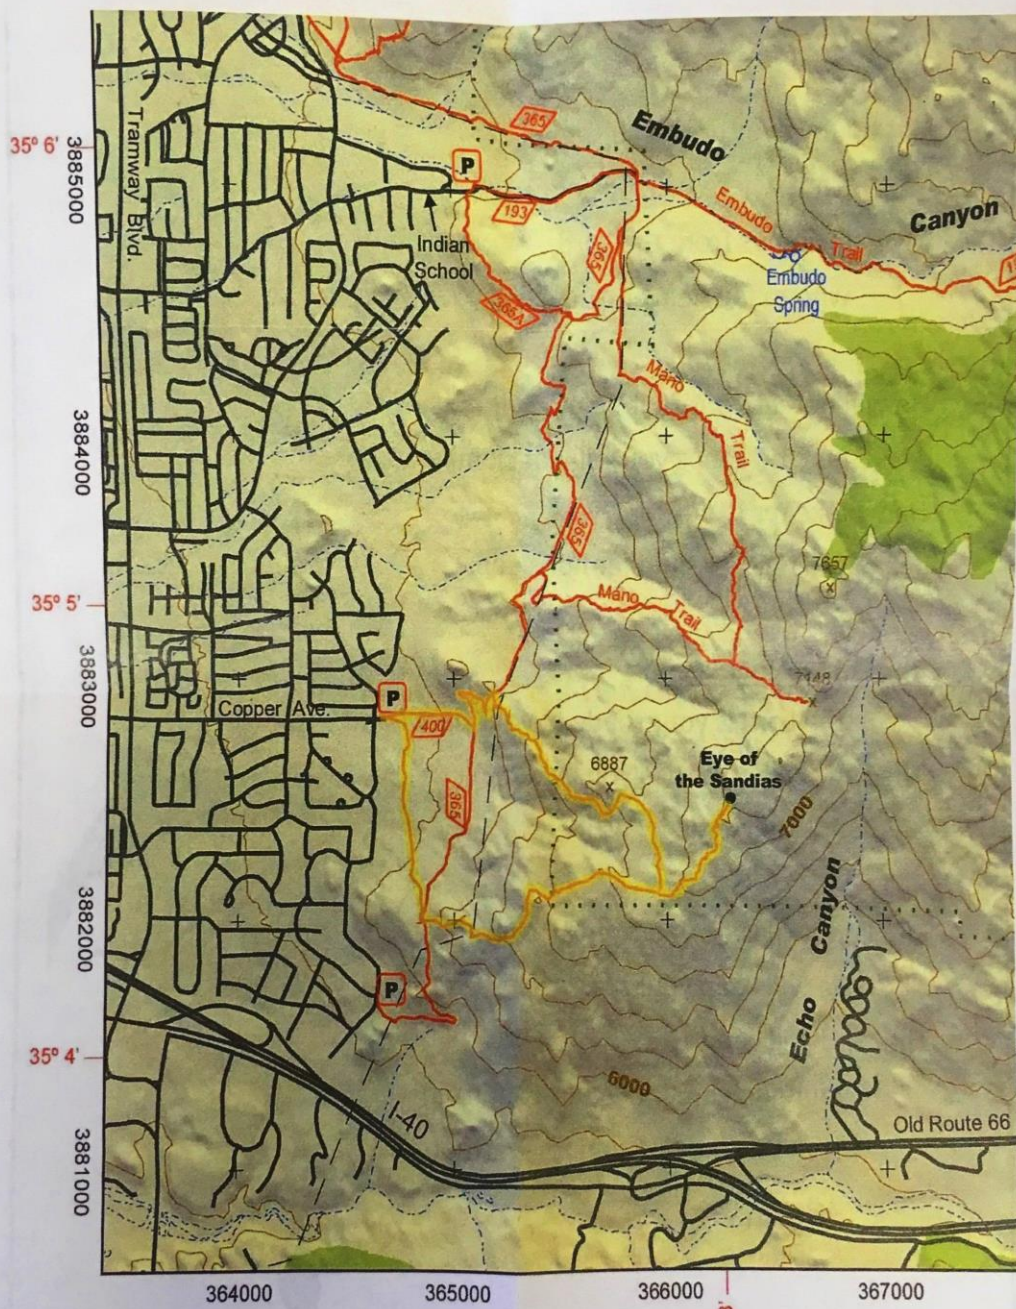 365
Embudo
35° 6'
3885000
P
Tramway Blvd.
193
Embudo
Trail
Canyon
Indian
School
365
Embudo
Spring
365A
Mano
Trail
3884000
365
7657
35° 5'
Mano
Trail
3883000
7148
P
Copper Ave.
400
6887
Eye of
the Sandias
365
7000
Canyon
3882000
P
Echo
35° 4'
6000
I-40
Old Route 66
3881000
364000
365000
366000
367000